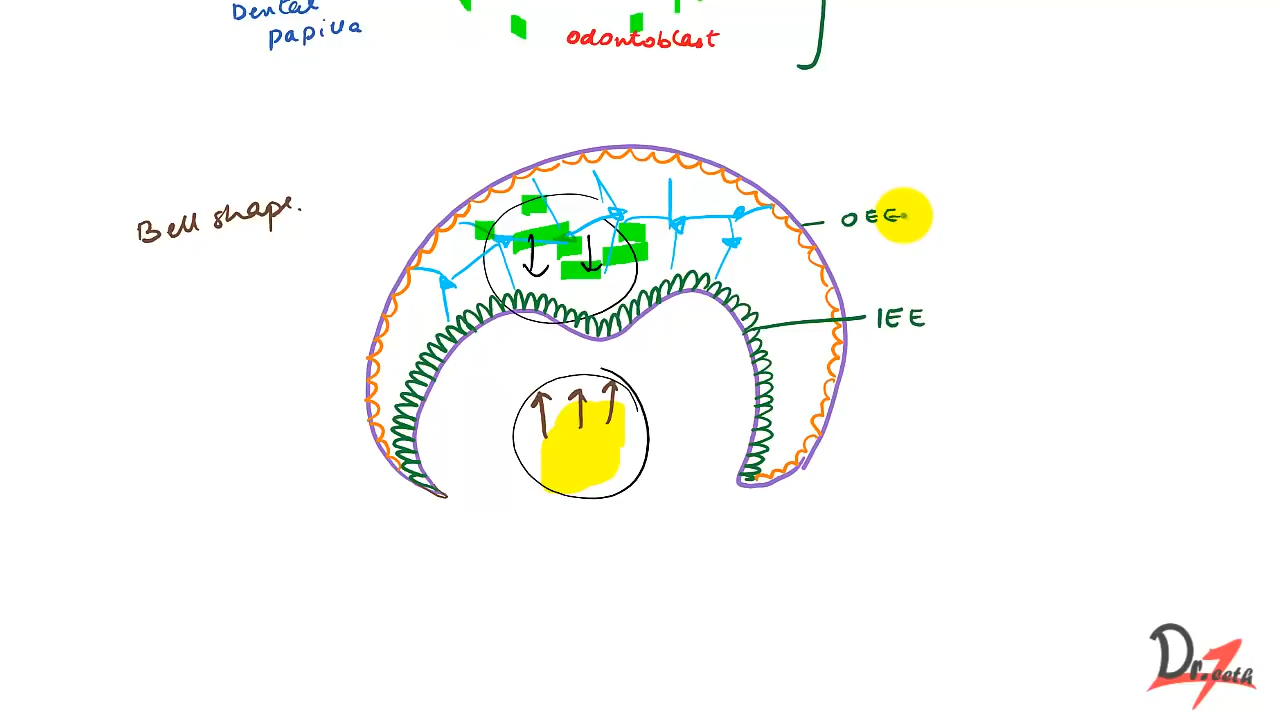 Dental
papilla
odontoblast
Bell shape.
OEE
IEE
Dr. Teeth